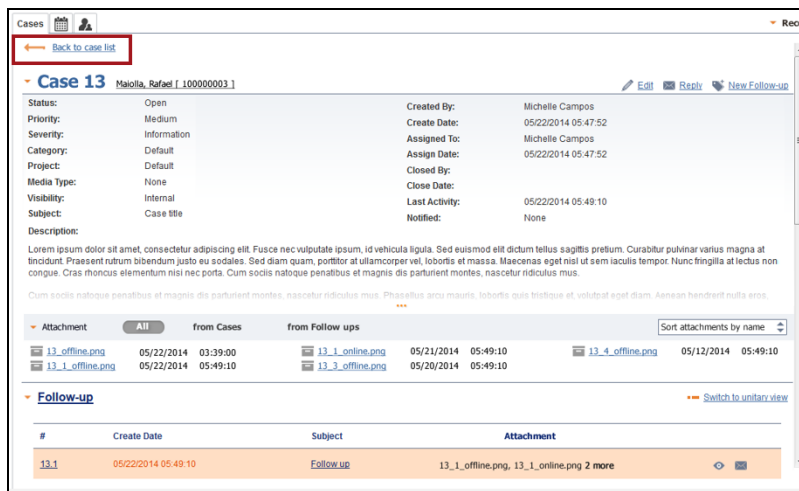 Cases
Recr
Back to case list
Case 13 Maiolla, Rafael [ 100000003 ] Edit Reply New Follow-up
Status: Open Created By: Michelle Campos
Priority: Medium Create Date: 05/22/2014 05:47:52
Severity: Information Assigned To: Michelle Campos
Category: Default Assign Date: 05/22/2014 05:47:52
Project: Default Closed By:
Media Type: None Close Date:
Visibility: Internal Last Activity: 05/22/2014 05:49:10
Subject: Case title Notified: None
Description:
Lorem ipsum dolor sit amet, consectetur adipiscing elit. Fusce nec vulputate ipsum, id vehicula ligula. Sed euismod elit dictum tellus sagittis pretium. Curabitur pulvinar varius magna at
tincidunt. Praesent rutrum bibendum justo eu sodales. Sed diam quam, porttitor at ullamcorper vel, lobortis et massa. Maecenas eget nisl ut sem iaculis tempor. Nunc fringilla at lectus non
congue. Cras rhoncus elementum nisi nec porta. Cum sociis natoque penatibus et magnis dis parturient montes, nascetur ridiculus mus.
Cum sociis natoque penatibus et magnis dis parturient montes, nascetur ridiculus mus. Phasellus arcu mauris, lobortis quis tristique et, volutpat eget diam. Aenean hendrerit nulla eros,
Attachment All from Cases from Follow ups Sort attachments by name
13_offline.png 05/22/2014 03:39:00 13_1_online.png 05/21/2014 05:49:10 13_4_offline.png 05/12/2014 05:49:10
13_1_offline.png 05/22/2014 05:49:10 13_3_offline.png 05/20/2014 05:49:10
Follow-up Switch to unitary view
# Create Date Subject Attachment
13.1 05/22/2014 05:49:10 Follow up 13_1_offline.png, 13_1_online.png 2 more